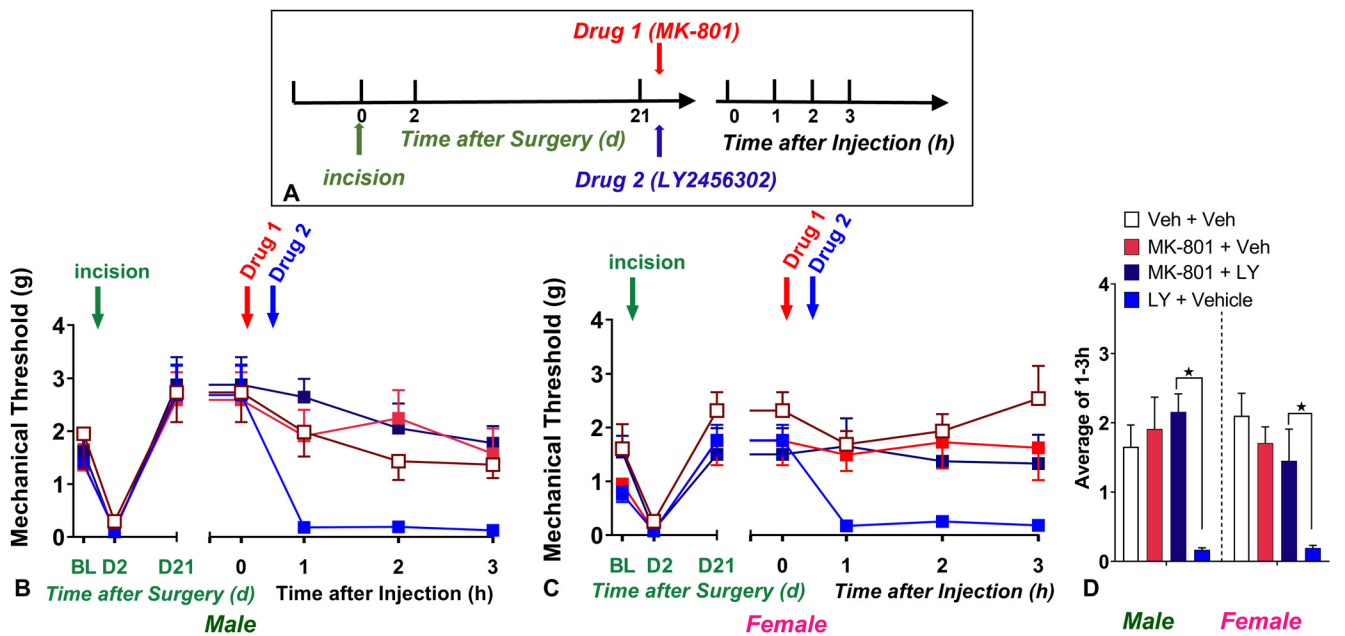 Drug 1 (MK-801)
0 2 21 0 1 2 3
Time after Surgery (d) Time after Injection (h)
incision Drug 2 (LY2456302)
A
incision
Drug 1
Drug 2
Mechanical Threshold (g)
4
3
2
1
0
BL D2 D21 0 1 2 3
B Time after Surgery (d) Time after Injection (h)
Male
incision
Drug 1
Drug 2
Mechanical Threshold (g)
4
3
2
1
0
BL D2 D21 0 1 2 3
C Time after Surgery (d) Time after Injection (h)
Female
Veh + Veh
MK-801 + Veh
MK-801 + LY
LY + Vehicle
Average of 1-3h
4
3
2
1
0
★ ★
D
Male Female